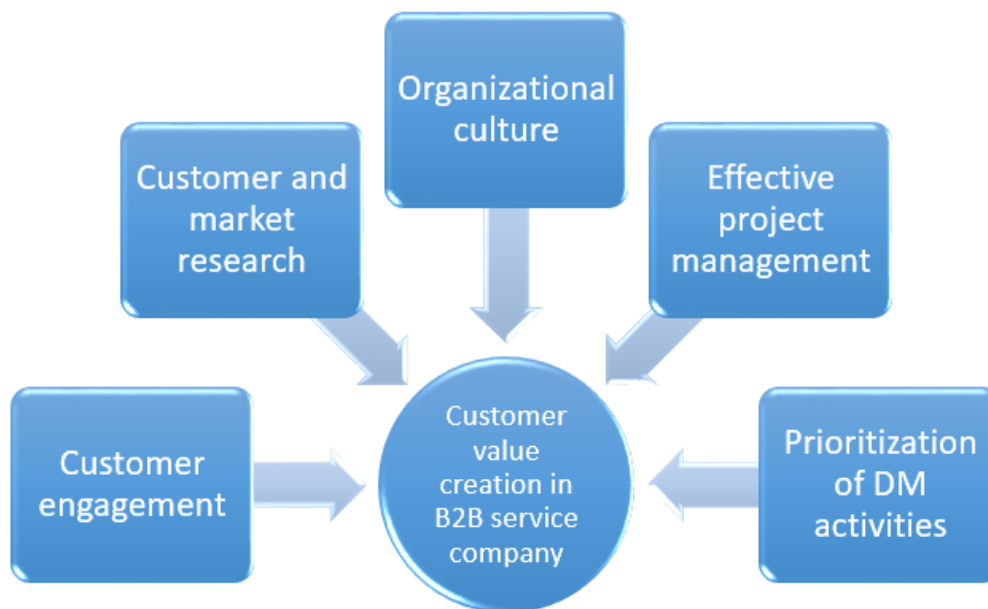 Organizational
culture
Customer and
market
research
Effective
project
management
Customer
engagement
Customer
value
creation in
B2B service
company
Prioritization
of DM
activities